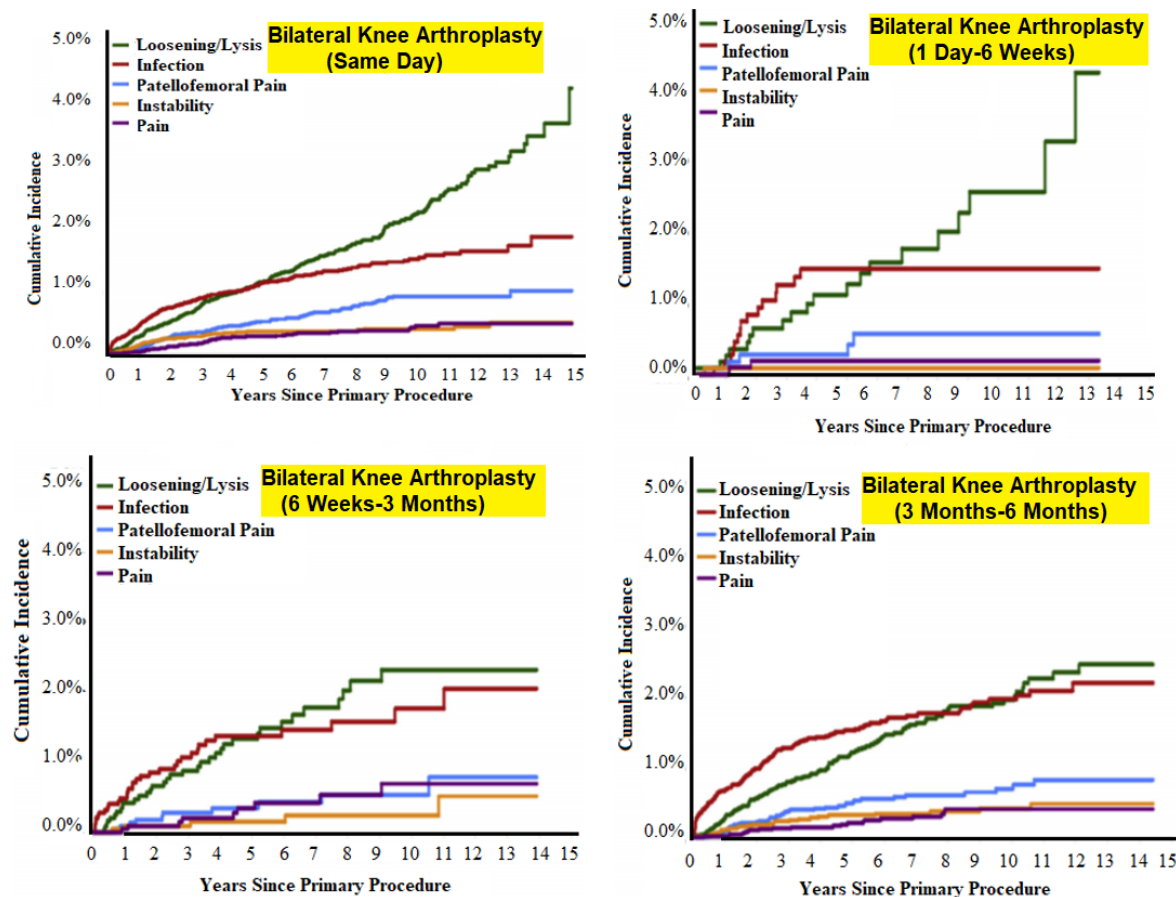 Bilateral Knee Arthroplasty
(Same Day)
Loosening/Lysis
Infection
Patellofemoral Pain
Instability
Pain
5.0%
4.0%
3.0%
2.0%
1.0%
0.0%
Cumulative Incidence
0 1 2 3 4 5 6 7 8 9 10 11 12 13 14 15
Years Since Primary Procedure
Bilateral Knee Arthroplasty
(1 Day-6 Weeks)
Loosening/Lysis
Infection
Patellofemoral Pain
Instability
Pain
5.0%
4.0%
3.0%
2.0%
1.0%
0.0%
Cumulative Incidence
0 1 2 3 4 5 6 7 8 9 10 11 12 13 14 15
Years Since Primary Procedure
Bilateral Knee Arthroplasty
(6 Weeks-3 Months)
Loosening/Lysis
Infection
Patellofemoral Pain
Instability
Pain
5.0%
4.0%
3.0%
2.0%
1.0%
0.0%
Cumulative Incidence
0 1 2 3 4 5 6 7 8 9 10 11 12 13 14 15
Years Since Primary Procedure
Bilateral Knee Arthroplasty
(3 Months-6 Months)
Loosening/Lysis
Infection
Patellofemoral Pain
Instability
Pain
5.0%
4.0%
3.0%
2.0%
1.0%
0.0%
Cumulative Incidence
0 1 2 3 4 5 6 7 8 9 10 11 12 13 14 15
Years Since Primary Procedure